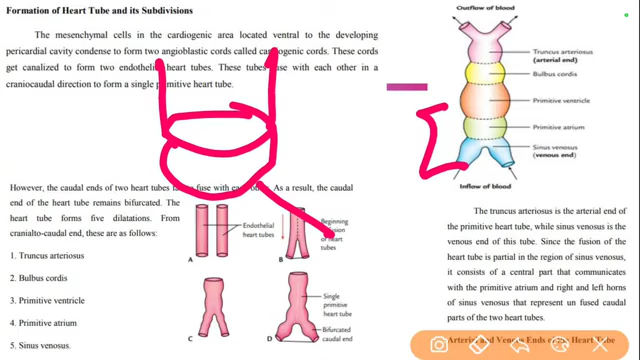 Formation of Heart Tube and its Subdivisions
The mesenchymal cells in the cardiogenic area located ventral to the developing
pericardial cavity condense to form two angioblastic cords called cardiogenic cords. These cords
get canalized to form two endothelial heart tubes. These tubes fuse with each other in a
craniocaudal direction to form a single primitive heart tube.
However, the caudal ends of two heart tubes fuse with each other. As a result, the caudal
end of the heart tube remains bifurcated. The
heart tube forms five dilatations. From
cranialto-caudal end, these are as follows:
1. Truncus arteriosus
2. Bulbus cordis
3. Primitive ventricle
4. Primitive atrium
5. Sinus venosus.
Endothelial
heart tubes
A
Beginning
of fusion
of heart
tubes
B
C
Single
primitive
heart tube
Bifurcated
caudal end
D
Outflow of blood
Truncus arteriosus
(arterial end)
Bulbus cordis
Primitive ventricle
Primitive atrium
Sinus venosus
(venous end)
Inflow of blood
The truncus arteriosus is the arterial end of
the primitive heart tube, while sinus venosus is
the venous end of this tube. Since the fusion of
the heart tube is partial in the region of sinus venosus,
it consists of a central part that communicates
with the primitive atrium and right and left horns
of sinus venosus that represent un fused caudal
parts of the two heart tubes.
Arterial and Venous Ends of the Heart Tube